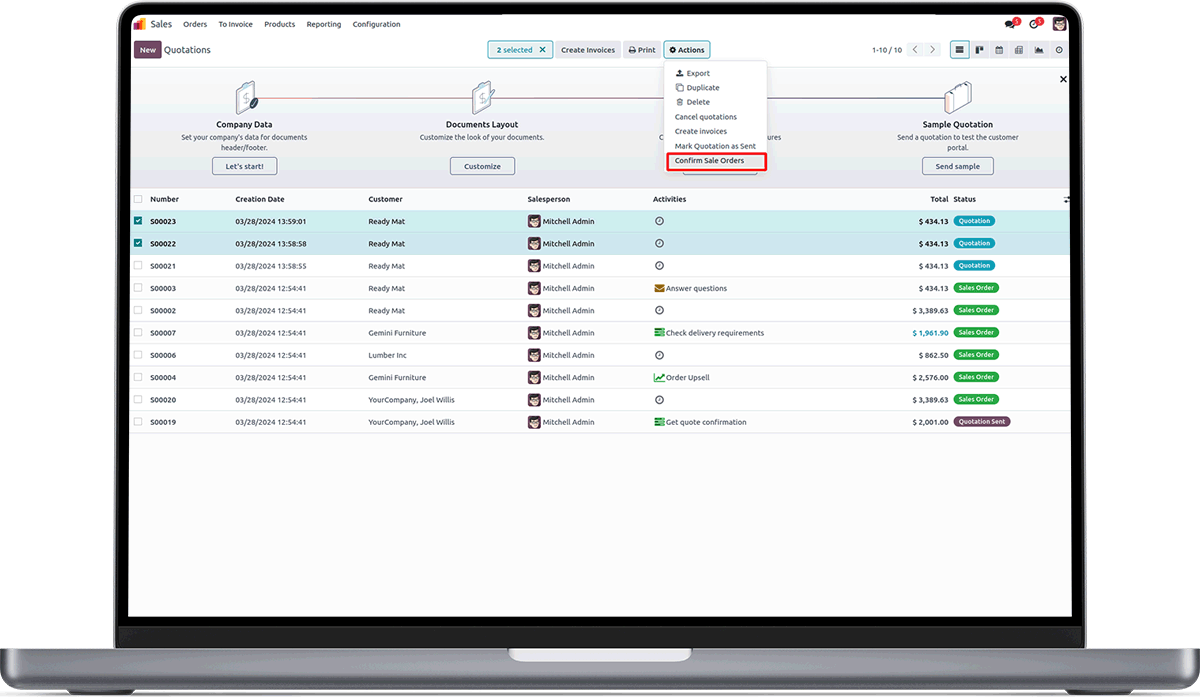 Sales Orders To Invoice Products Reporting Configuration
New Quotations 2 selected × Create Invoices Print Actions 1-10 / 10
Export
Duplicate
Delete
Cancel quotations
Create invoices
Mark Quotation as Sent
Confirm Sale Orders
Company Data
Set your company's data for documents
header/footer.
Let's start!
Documents Layout
Customize the look of your documents.
Customize
Sample Quotation
Send a quotation to test the customer
portal.
Send sample
Number Creation Date Customer Salesperson Activities Total Status
S00023 03/28/2024 13:59:01 Ready Mat Mitchell Admin $ 434.13 Quotation
S00022 03/28/2024 13:58:58 Ready Mat Mitchell Admin $ 434.13 Quotation
S00021 03/28/2024 13:58:55 Ready Mat Mitchell Admin $ 434.13 Quotation
S00003 03/28/2024 12:54:41 Ready Mat Mitchell Admin Answer questions $ 434.13 Sales Order
S00002 03/28/2024 12:54:41 Ready Mat Mitchell Admin $ 3,389.63 Sales Order
S00007 03/28/2024 12:54:41 Gemini Furniture Mitchell Admin Check delivery requirements $ 1,961.90 Sales Order
S00006 03/28/2024 12:54:41 Lumber Inc Mitchell Admin $ 862.50 Sales Order
S00004 03/28/2024 12:54:41 Gemini Furniture Mitchell Admin Order Upsell $ 2,576.00 Sales Order
S00020 03/28/2024 12:54:41 YourCompany, Joel Willis Mitchell Admin $ 3,389.63 Sales Order
S00019 03/28/2024 12:54:41 YourCompany, Joel Willis Mitchell Admin Get quote confirmation $ 2,001.00 Quotation Sent